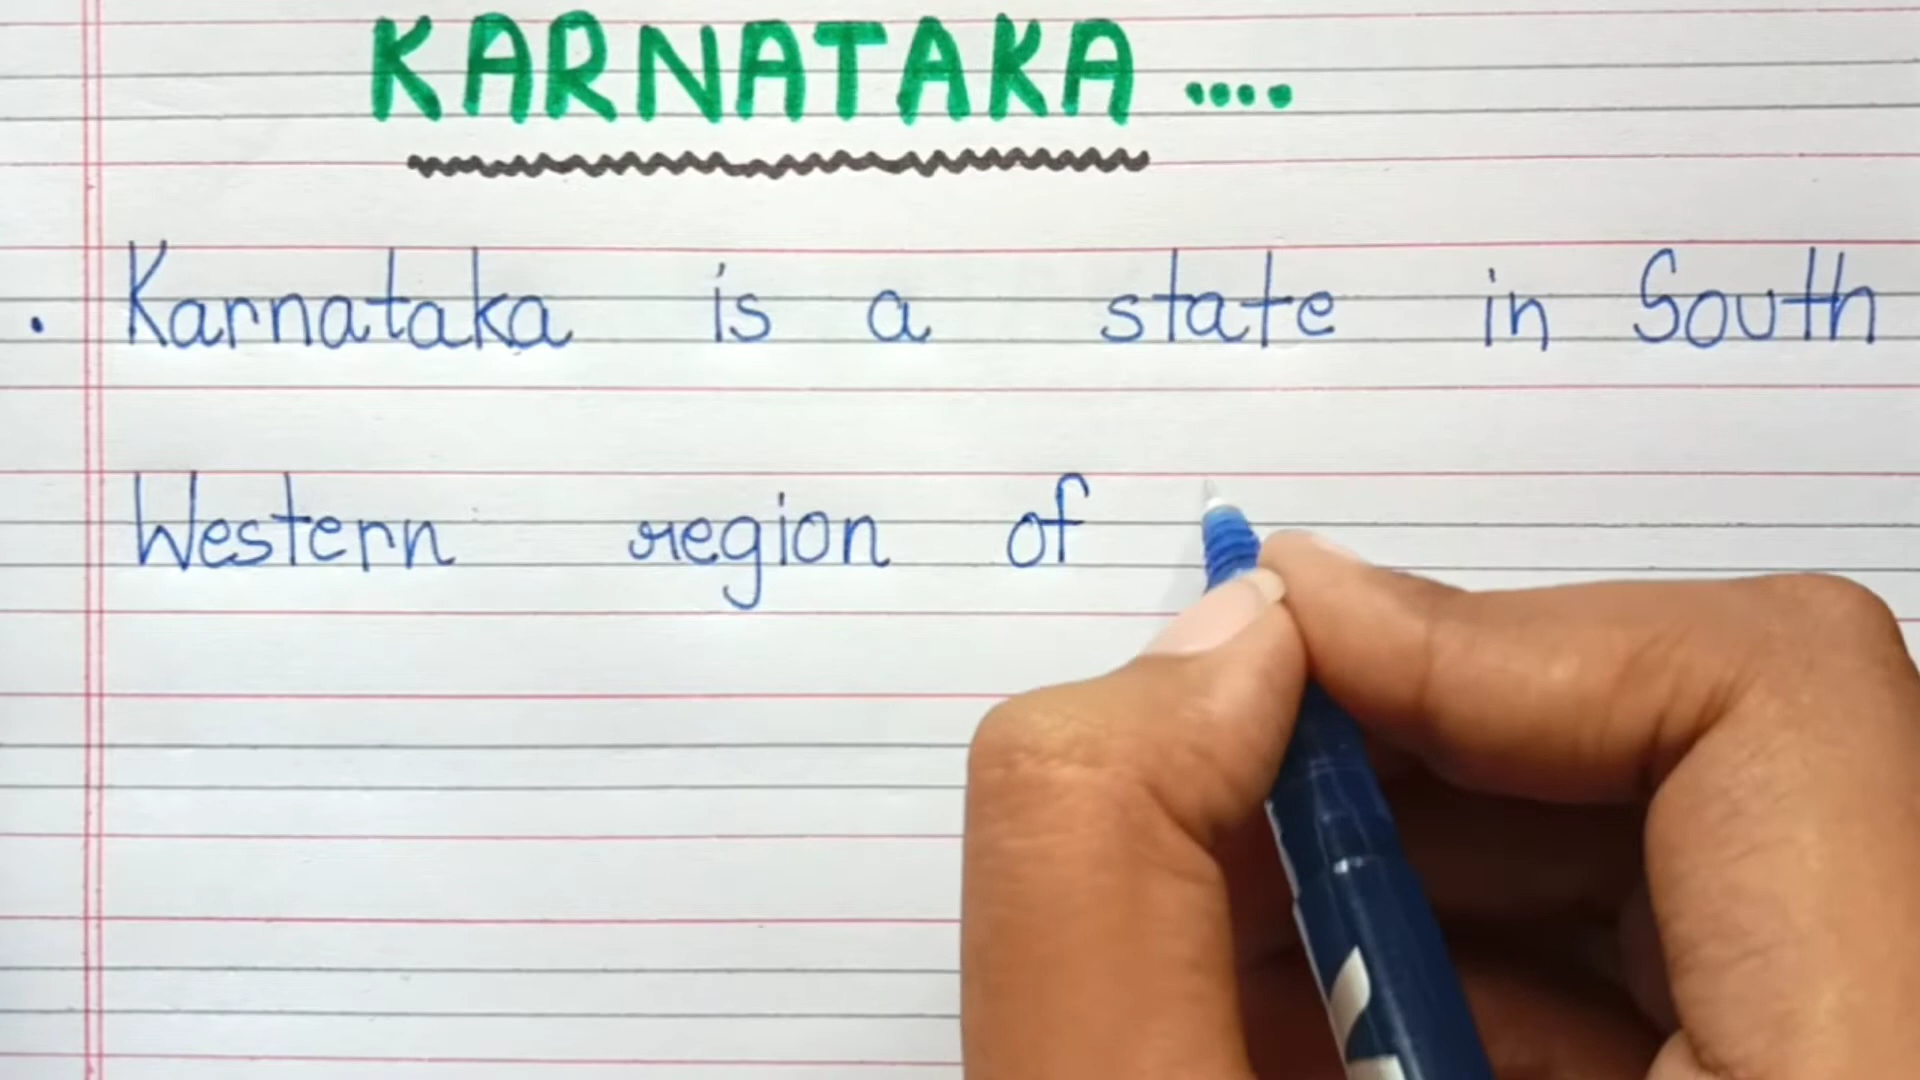 KARNATAKA ....
. Karnataka is a state in South
Western region of